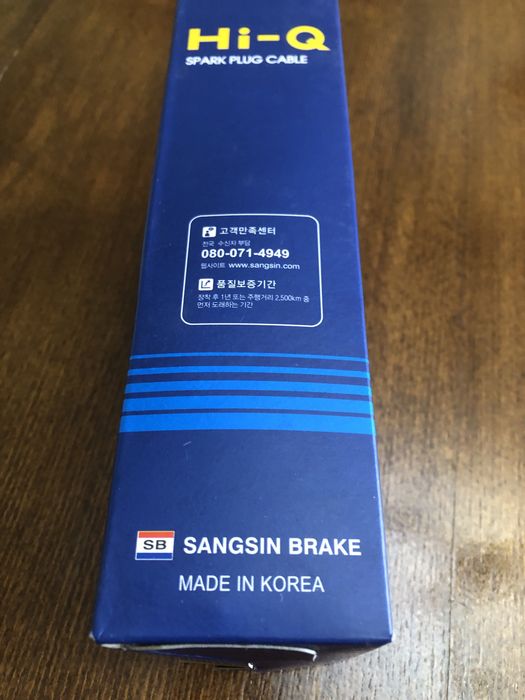 Hi-Q
SPARK PLUG CABLE
고객만족센터
전국 수신자 부담
080-071-4949
웹사이트 www.sangsin.com
품질보증기간
장착 후 1년 또는 주행거리 2,500km 중
먼저 도래하는 기간
SB SANGSIN BRAKE
MADE IN KOREA